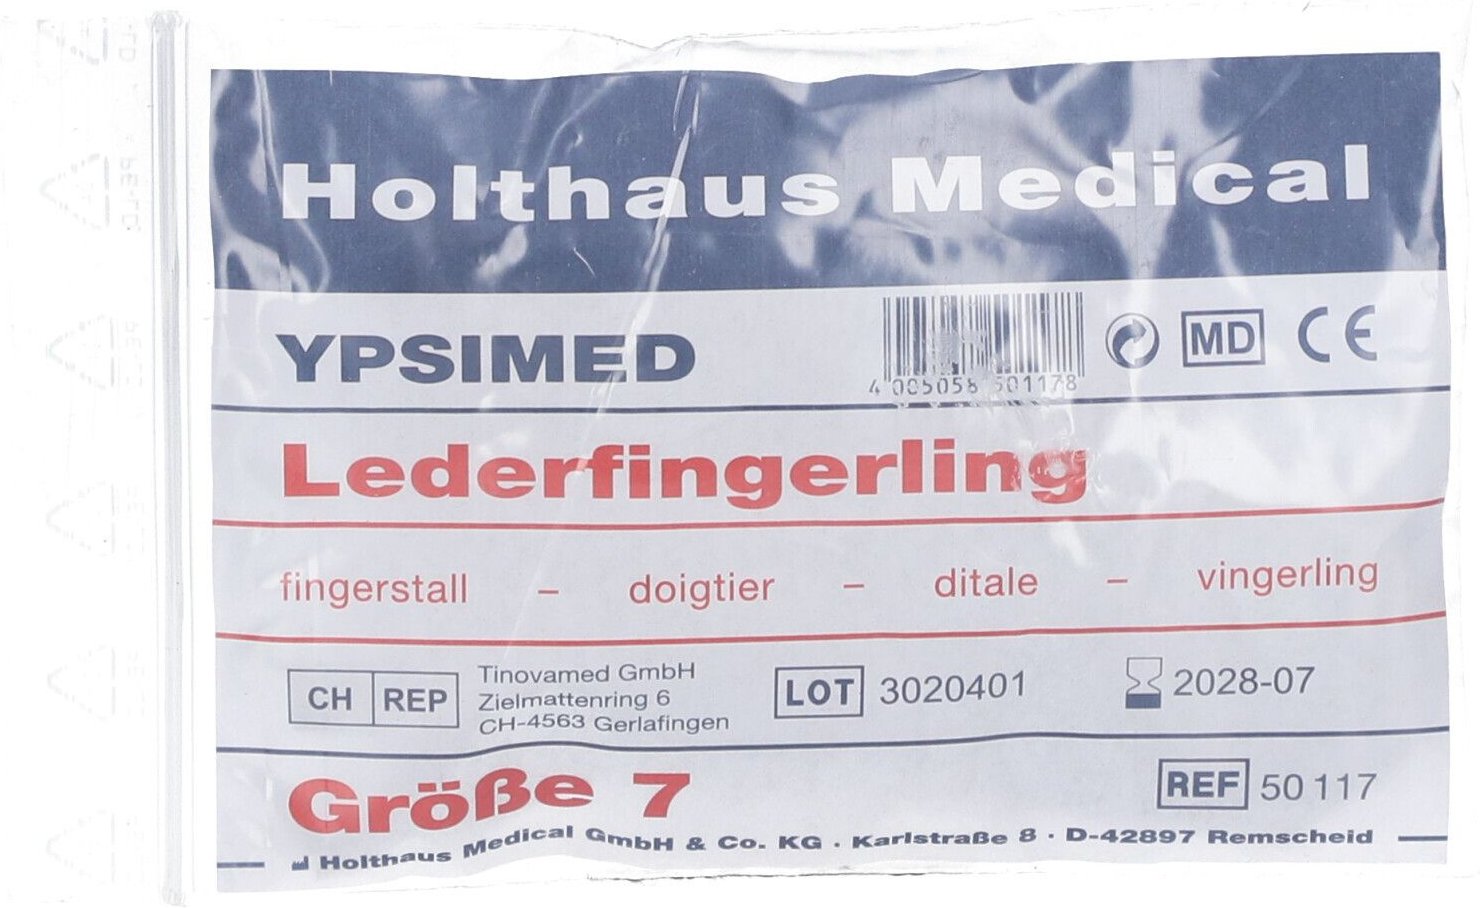 Holthaus Medical
YPSIMED
4 005058 501178
MD CE
Lederfingerling
fingerstall – doigtier – ditale – vingerling
CH REP
Tinovamed GmbH
Zielmattenring 6
CH-4563 Gerlafingen
LOT 3020401
2028-07
Größe 7
REF 50 117
Holthaus Medical GmbH & Co. KG · Karlstraße 8 · D-42897 Remscheid